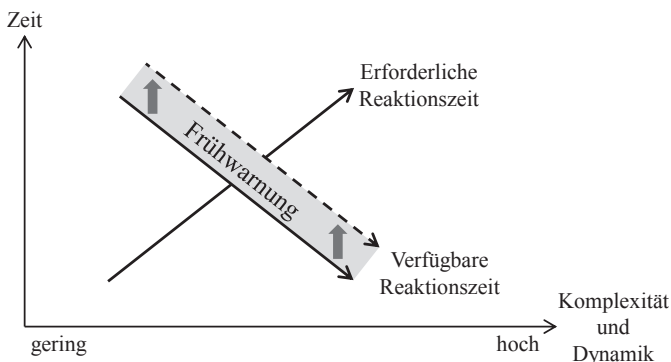 Zeit
Erforderliche
Reaktionszeit
Frühwarnung
Verfügbare
Reaktionszeit
gering
hoch
Komplexität
und
Dynamik